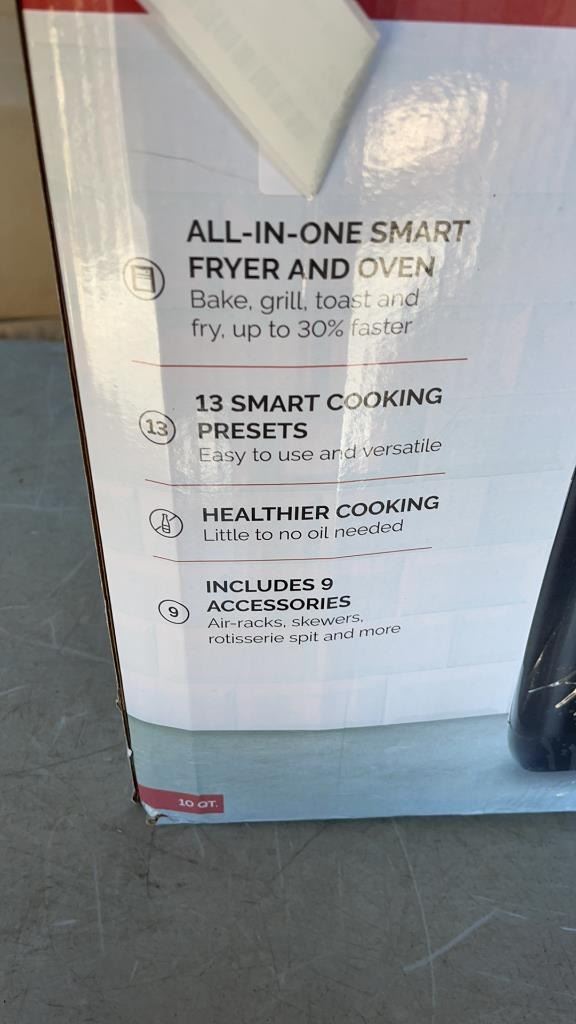 ALL-IN-ONE SMART
FRYER AND OVEN
Bake, grill, toast and
fry, up to 30% faster
13
13 SMART COOKING
PRESETS
Easy to use and versatile
HEALTHIER COOKING
Little to no oil needed
9
INCLUDES 9
ACCESSORIES
Air-racks, skewers,
rotisserie spit and more
10 QT.